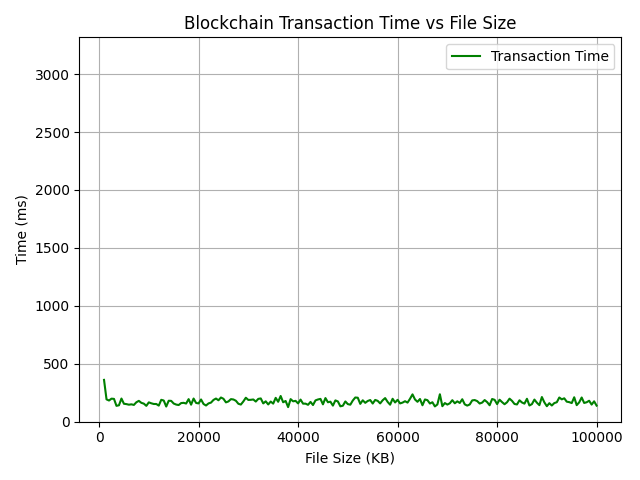 Blockchain Transaction Time vs File Size
Transaction Time
3000
2500
2000
1500
1000
500
0
Time (ms)
0 20000 40000 60000 80000 100000
File Size (KB)